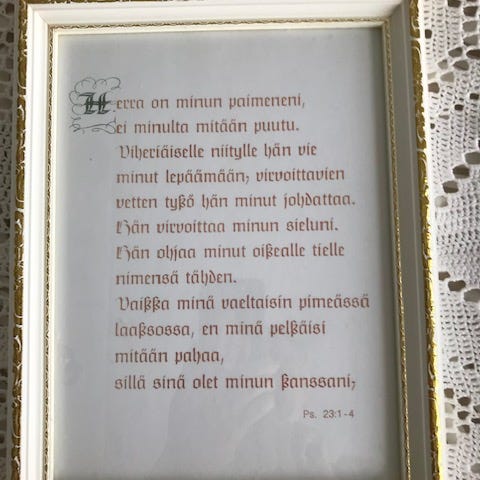 Herra on minun paimeneni,
ei minulta mitään puutu.
Viheriäiselle niitylle hän vie
minut lepäämään; virvoittavien
vetten tykö hän minut johdattaa.
Hän virvoittaa minun sieluni.
Hän ohjaa minut oikealle tielle
nimensä tähden.
Vaikka minä vaeltaisin pimeässä
laaksossa, en minä pelkäisi
mitään pahaa,
sillä sinä olet minun kanssani;
Ps. 23:1-4